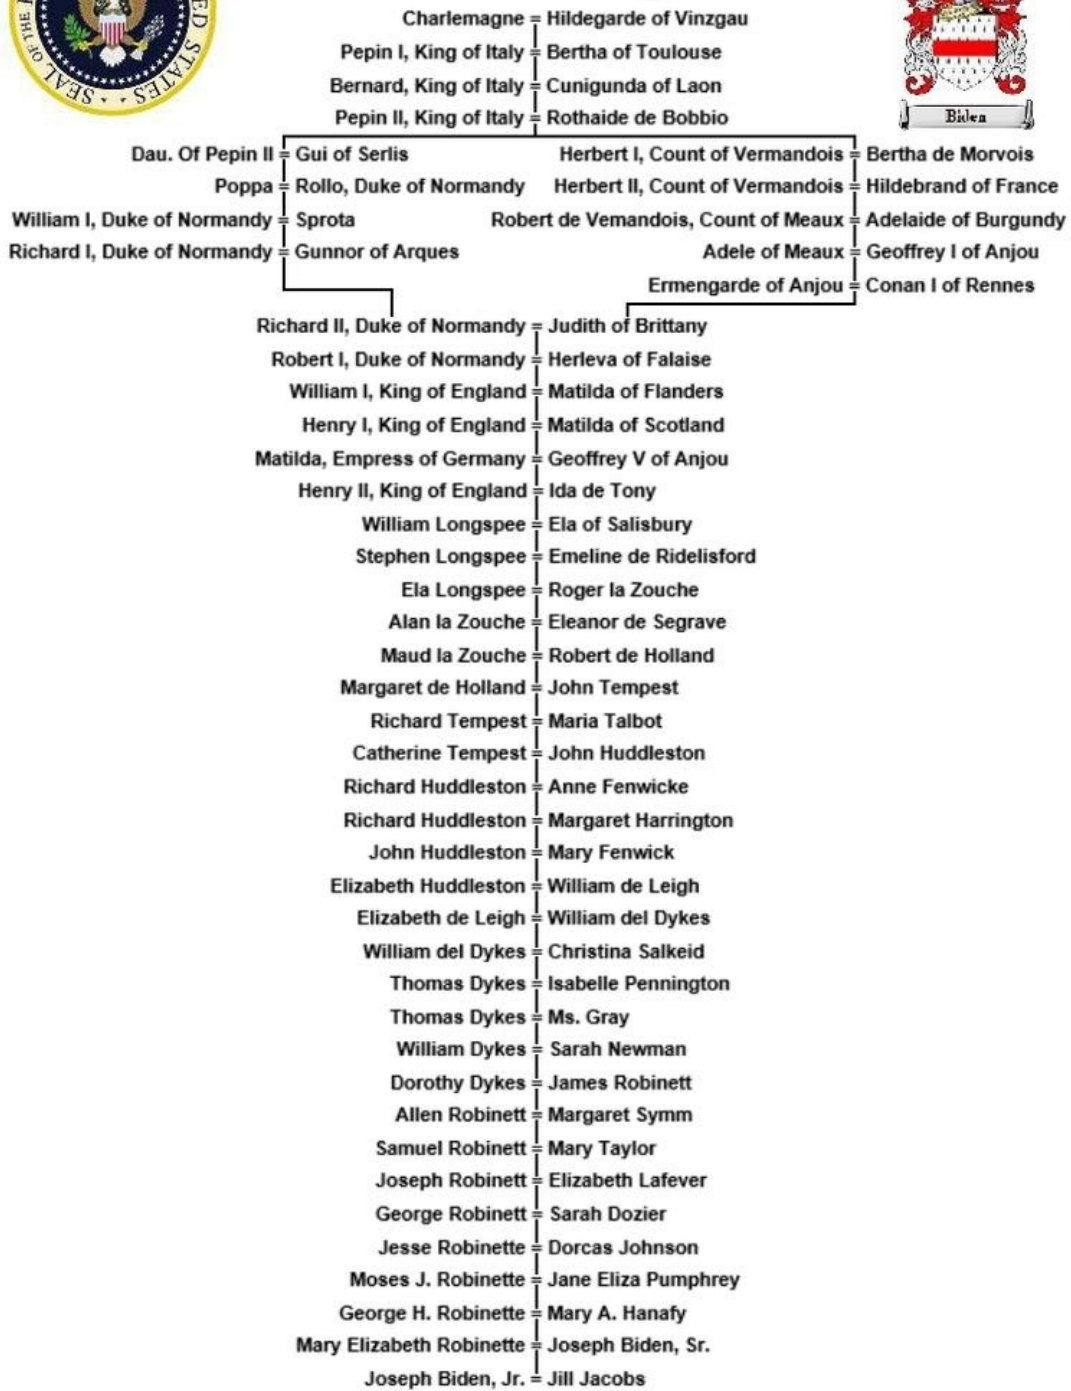 SEAL OF THE
ED STATES
Biden
Charlemagne = Hildegarde of Vinzgau
Pepin I, King of Italy = Bertha of Toulouse
Bernard, King of Italy = Cunigunda of Laon
Pepin II, King of Italy = Rothaide de Bobbio
Dau. Of Pepin II = Gui of Serlis
Herbert I, Count of Vermandois = Bertha de Morvois
Poppa = Rollo, Duke of Normandy
Herbert II, Count of Vermandois = Hildebrand of France
William I, Duke of Normandy = Sprota
Robert de Vemandois, Count of Meaux = Adelaide of Burgundy
Richard I, Duke of Normandy = Gunnor of Arques
Adele of Meaux = Geoffrey I of Anjou
Ermengarde of Anjou = Conan I of Rennes
Richard II, Duke of Normandy = Judith of Brittany
Robert I, Duke of Normandy = Herleva of Falaise
William I, King of England = Matilda of Flanders
Henry I, King of England = Matilda of Scotland
Matilda, Empress of Germany = Geoffrey V of Anjou
Henry II, King of England = Ida de Tony
William Longspee = Ela of Salisbury
Stephen Longspee = Emeline de Ridelisford
Ela Longspee = Roger la Zouche
Alan la Zouche = Eleanor de Segrave
Maud la Zouche = Robert de Holland
Margaret de Holland = John Tempest
Richard Tempest = Maria Talbot
Catherine Tempest = John Huddleston
Richard Huddleston = Anne Fenwicke
Richard Huddleston = Margaret Harrington
John Huddleston = Mary Fenwick
Elizabeth Huddleston = William de Leigh
Elizabeth de Leigh = William del Dykes
William del Dykes = Christina Salkeid
Thomas Dykes = Isabelle Pennington
Thomas Dykes = Ms. Gray
William Dykes = Sarah Newman
Dorothy Dykes = James Robinett
Allen Robinett = Margaret Symm
Samuel Robinett = Mary Taylor
Joseph Robinett = Elizabeth Lafever
George Robinett = Sarah Dozier
Jesse Robinette = Dorcas Johnson
Moses J. Robinette = Jane Eliza Pumphrey
George H. Robinette = Mary A. Hanafy
Mary Elizabeth Robinette = Joseph Biden, Sr.
Joseph Biden, Jr. = Jill Jacobs